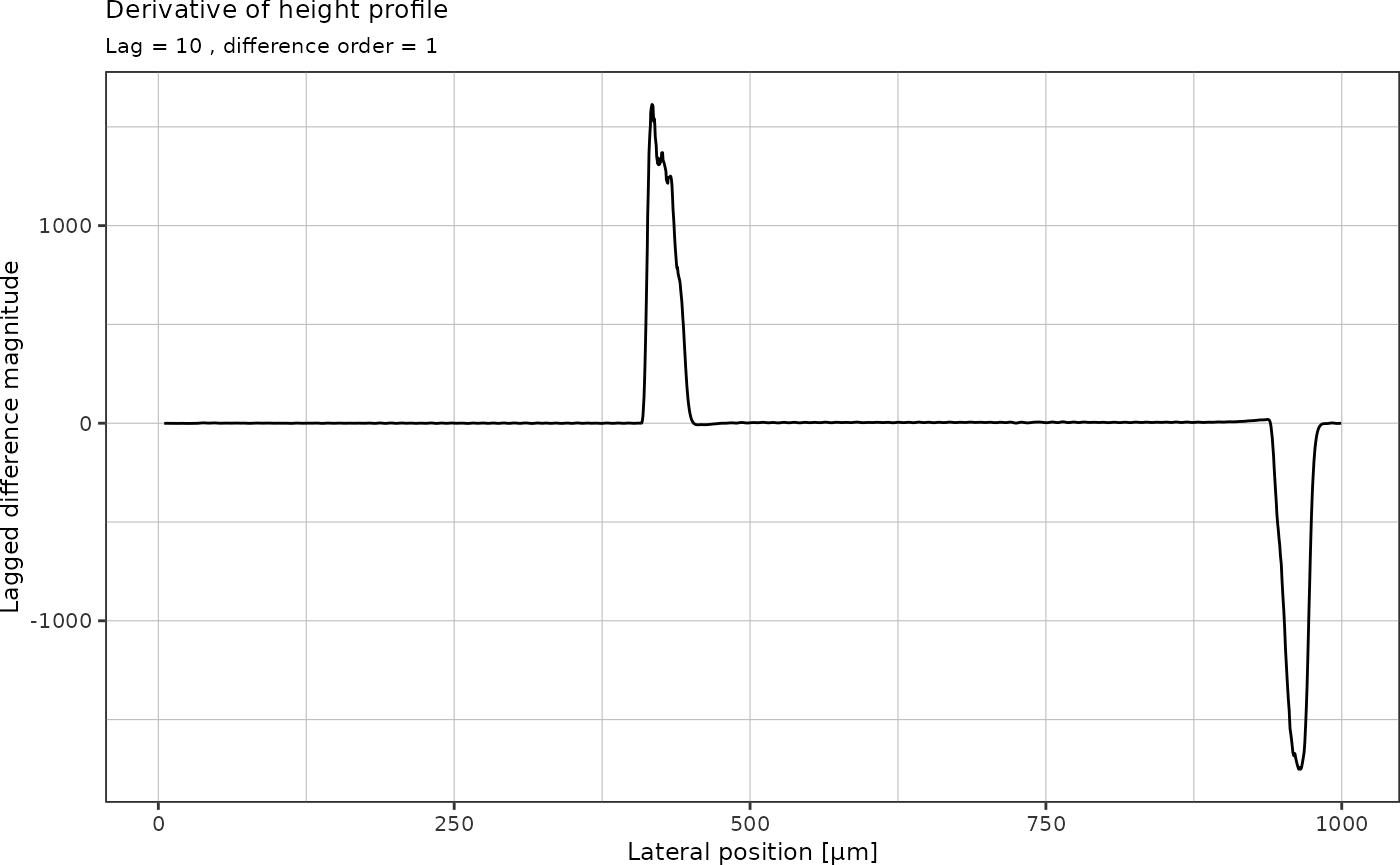 Derivative of height profile
Lag = 10 , difference order = 1
Lagged difference magnitude
1000
0
-1000
0
250
500
750
1000
Lateral position [µm]